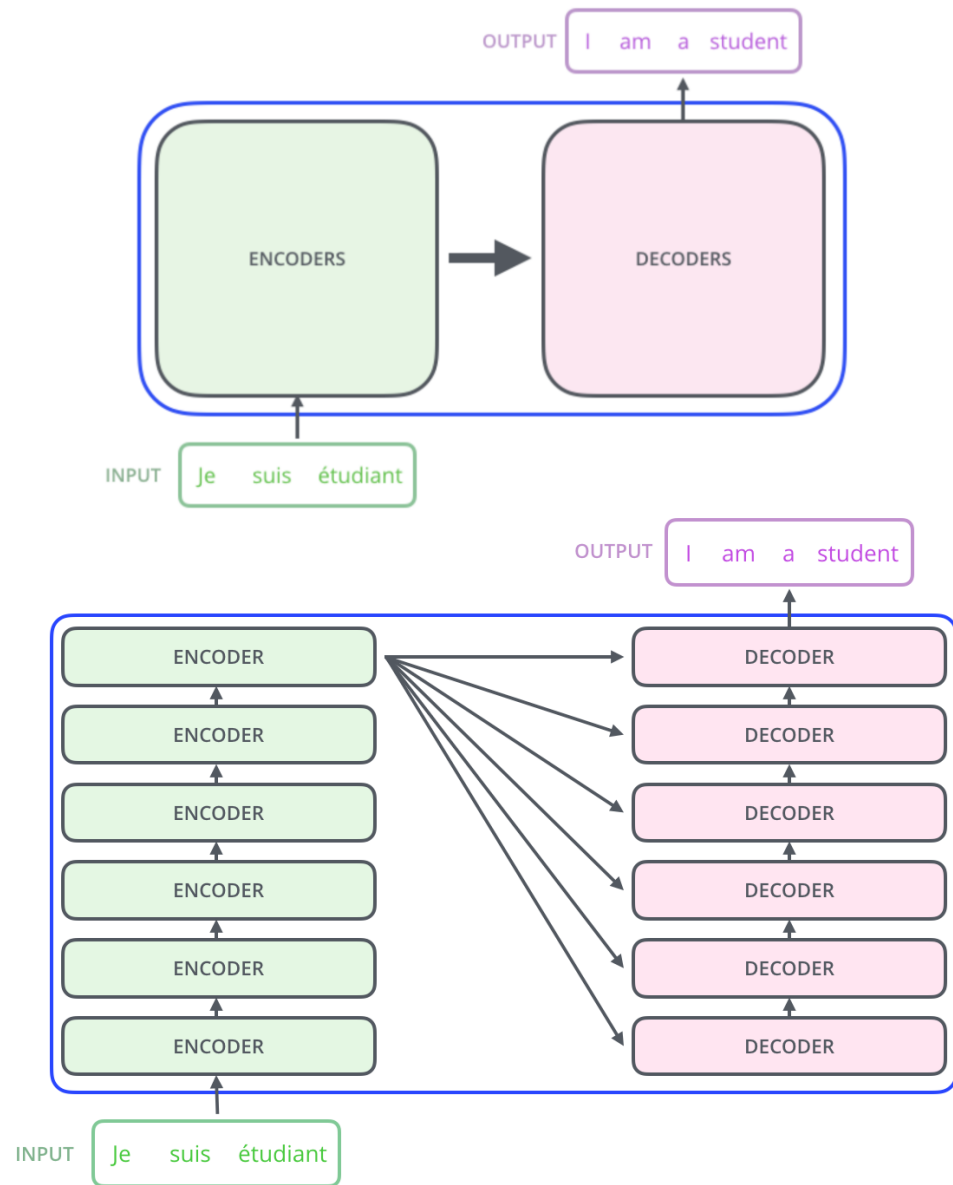 OUTPUT I am a student
ENCODERS DECODERS
INPUT Je suis étudiant
OUTPUT I am a student
ENCODER DECODER
ENCODER DECODER
ENCODER DECODER
ENCODER DECODER
ENCODER DECODER
ENCODER DECODER
INPUT Je suis étudiant